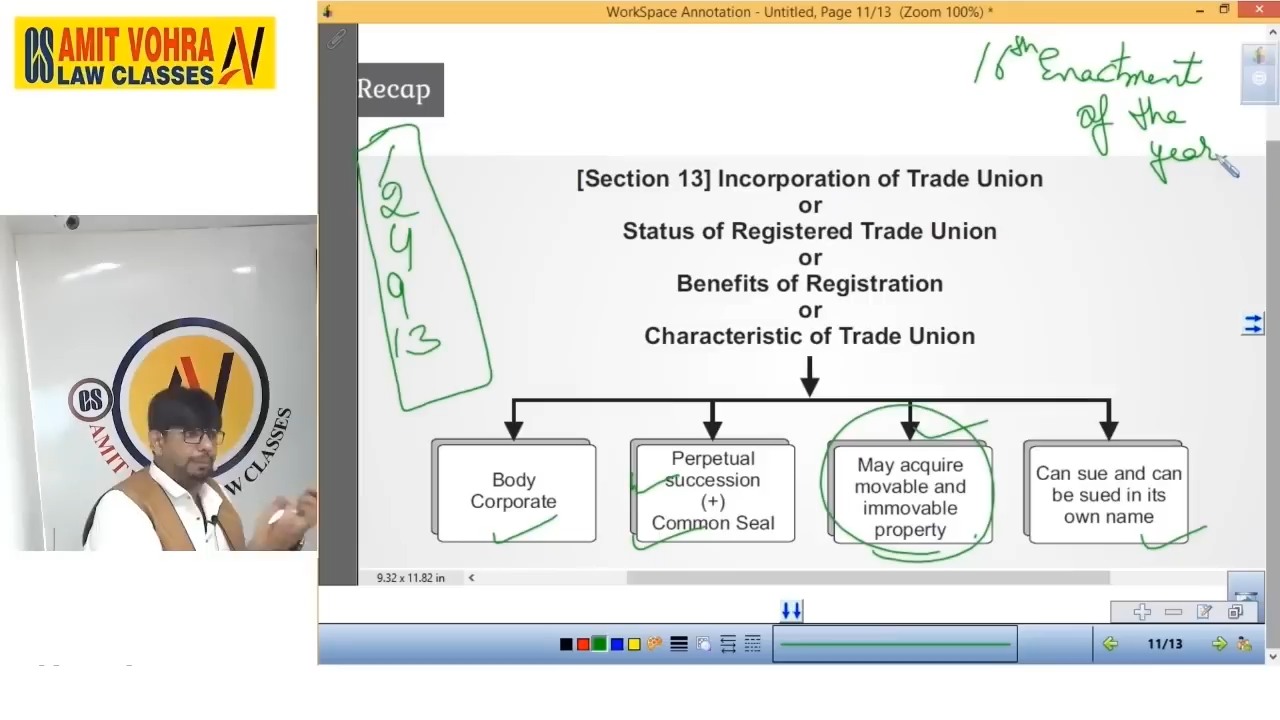 CS AMIT VOHRA
LAW CLASSES
WorkSpace Annotation - Untitled, Page 11/13 (Zoom 100%) *
16th Enactment
of the
year
Recap
1
2
4
9
13
[Section 13] Incorporation of Trade Union
or
Status of Registered Trade Union
or
Benefits of Registration
or
Characteristic of Trade Union
Body
Corporate
Perpetual
succession
(+)
Common Seal
May acquire
movable and
immovable
property
Can sue and can
be sued in its
own name
CS
AMIT
W CLASSES
9.32 x 11.82 in
11/13